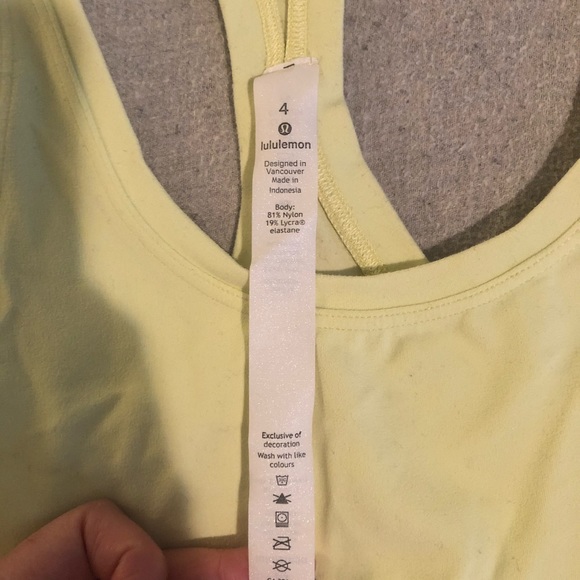 4
lululemon
Designed in
Vancouver
Made in
Indonesia
Body:
81% Nylon
19% Lycra®
elastane
Exclusive of
decoration
Wash with like
colours